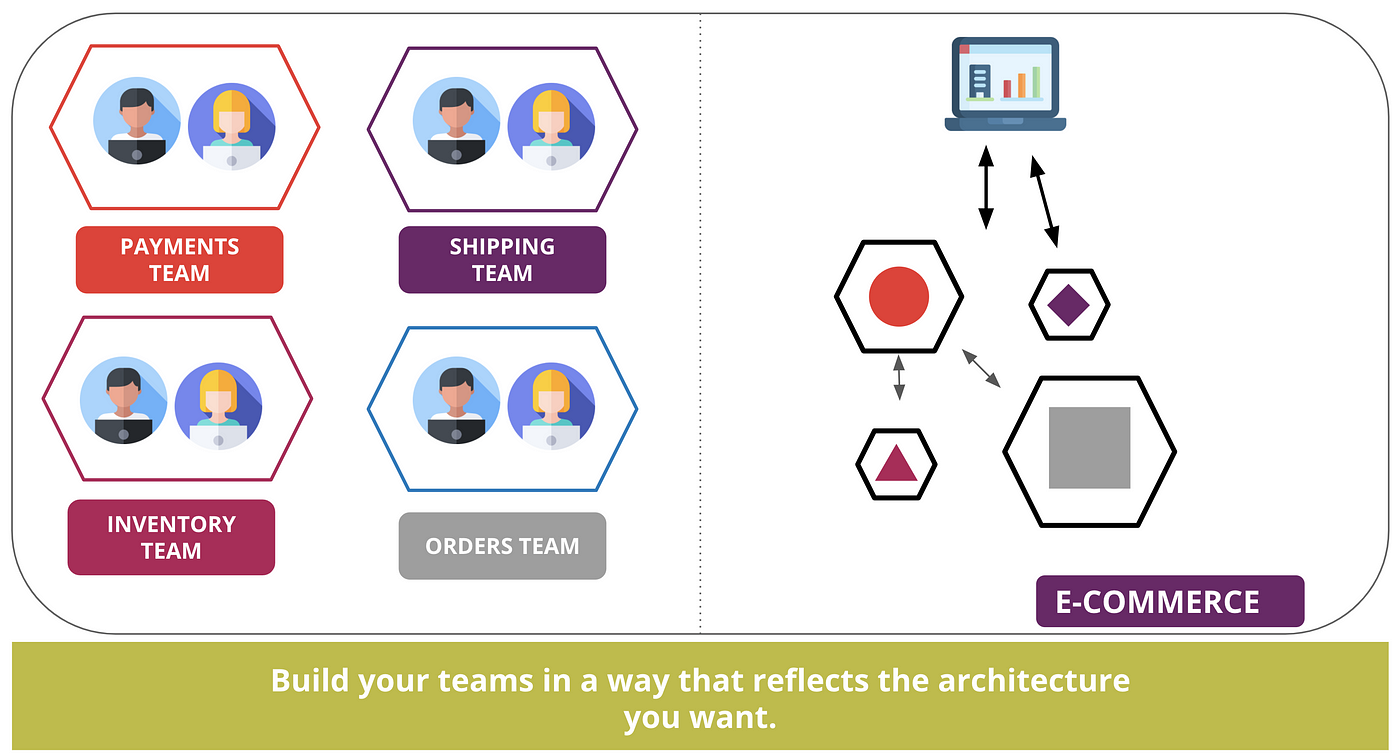 PAYMENTS
TEAM
SHIPPING
TEAM
INVENTORY
TEAM
ORDERS TEAM
E-COMMERCE
Build your teams in a way that reflects the architecture
you want.